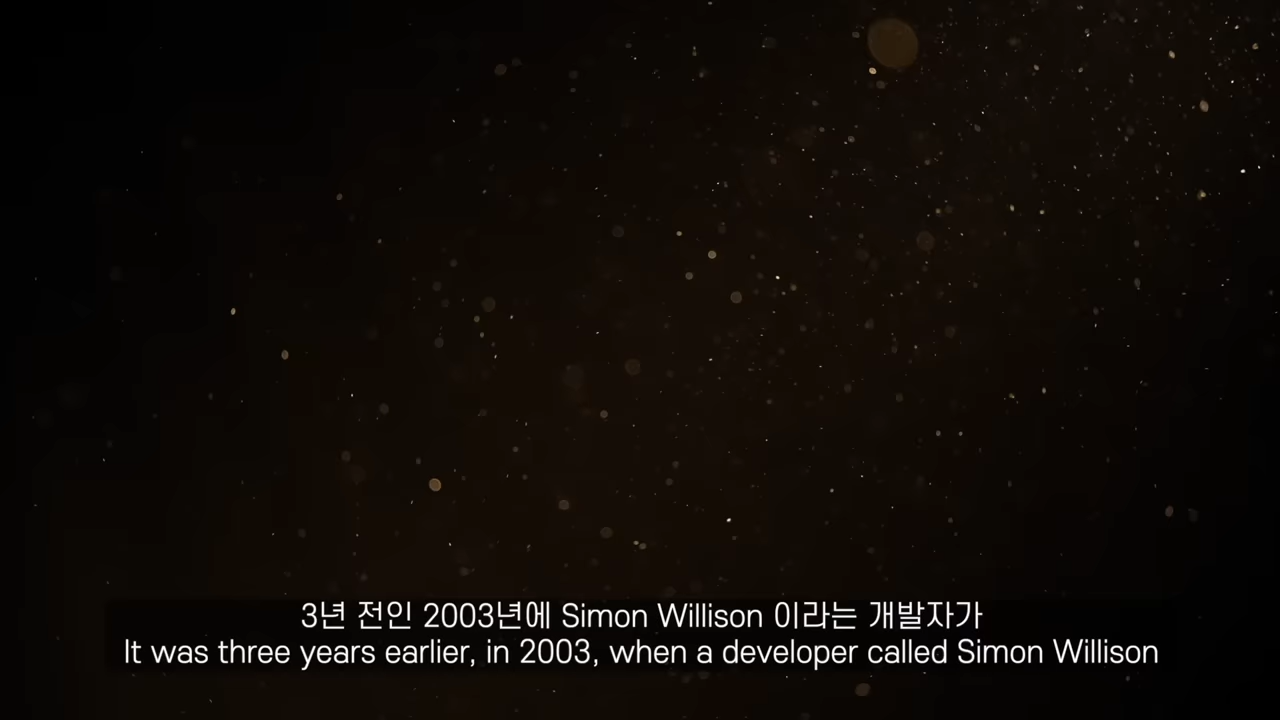 3년 전인 2003년에 Simon Willison 이라는 개발자가
It was three years earlier, in 2003, when a developer called Simon Willison